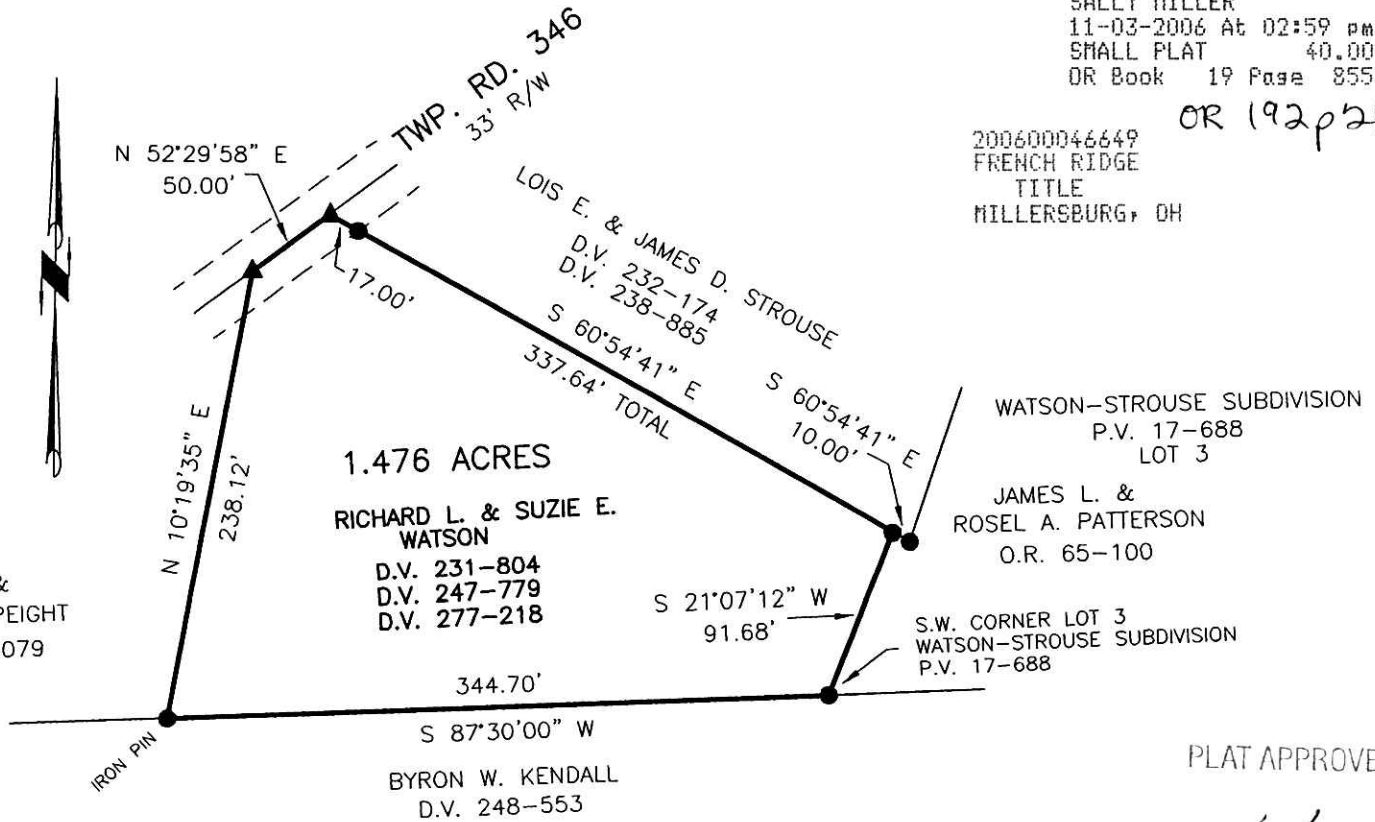 SALLY MILLER
11-03-2006 At 02:59 pm
SMALL PLAT 40.00
OR Book 19 Page 855
OR 192p2
200600046649
FRENCH RIDGE
TITLE
MILLERSBURG, OH
TWP. RD. 346
33' R/W
N 52°29'58" E
50.00'
17.00'
LOIS E. & JAMES D. STROUSE
D.V. 232-174
D.V. 238-885
S 60°54'41" E
337.64' TOTAL
S 60°54'41" E
10.00'
WATSON-STROUSE SUBDIVISION
P.V. 17-688
LOT 3
JAMES L. &
ROSEL A. PATTERSON
O.R. 65-100
N 10°19'35" E
238.12'
1.476 ACRES
RICHARD L. & SUZIE E.
WATSON
D.V. 231-804
D.V. 247-779
D.V. 277-218
&
PEIGHT
079
S 21°07'12" W
91.68'
S.W. CORNER LOT 3
WATSON-STROUSE SUBDIVISION
P.V. 17-688
344.70'
S 87°30'00" W
IRON PIN
BYRON W. KENDALL
D.V. 248-553
PLAT APPROVE